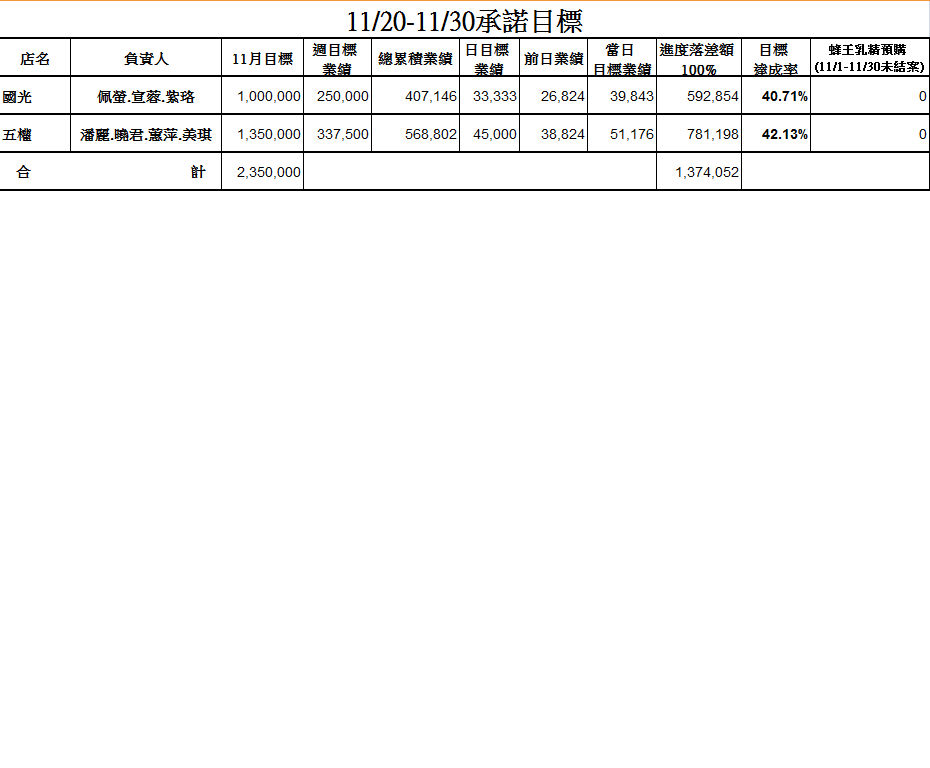 11/20-11/30承諾目標
店名 負責人 11月目標 週目標業績 總累積業績 日目標業績 前日業績 當日目標業績 進度落差額100% 目標達成率 蜂王乳精預購(11/1-11/30未結案)
國光 佩螢.宣蓉.紫珞 1,000,000 250,000 407,146 33,333 26,824 39,843 592,854 40.71% 0
五權 潘麗.曉君.蕙萍.美琪 1,350,000 337,500 568,802 45,000 38,824 51,176 781,198 42.13% 0
合 計 2,350,000 1,374,052